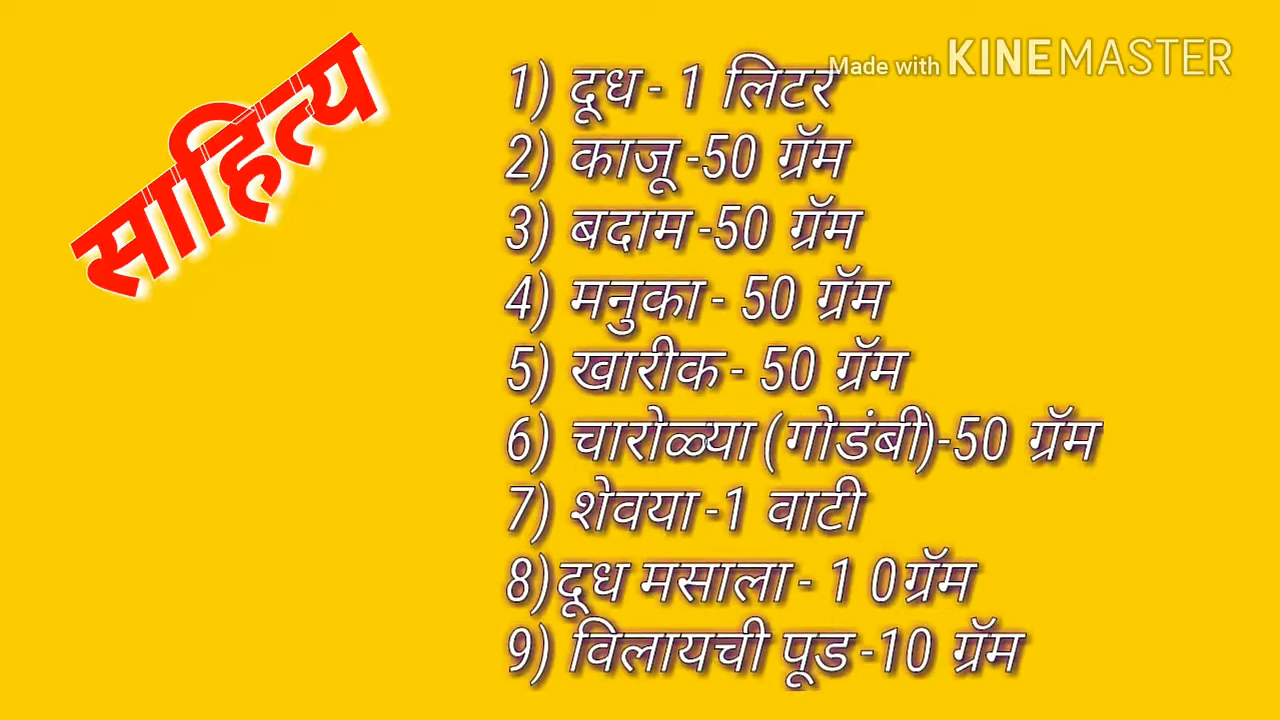 साहित्य
Made with KINEMASTER
1) दूध - 1 लिटर
2) काजू -50 ग्रॅम
3) बदाम -50 ग्रॅम
4) मनुका - 50 ग्रॅम
5) खारीक - 50 ग्रॅम
6) चारोळ्या (गोडंबी)-50 ग्रॅम
7) शेवया -1 वाटी
8)दूध मसाला - 1 0ग्रॅम
9) विलायची पूड -10 ग्रॅम